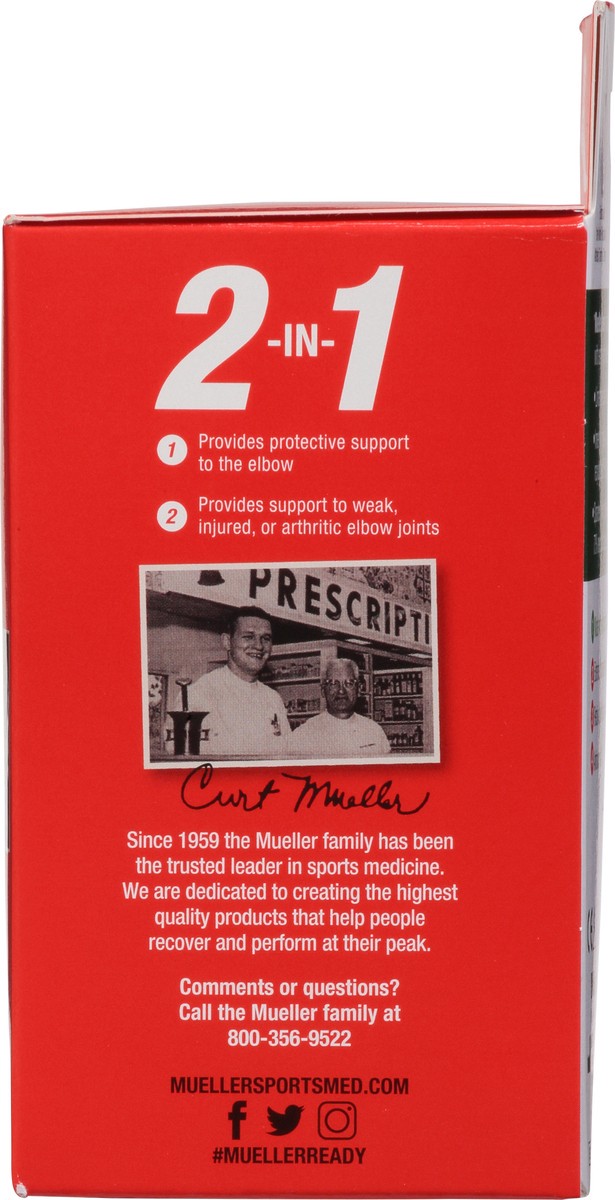 2-IN-1
1 Provides protective support
to the elbow
2 Provides support to weak,
injured, or arthritic elbow joints
PRESCRIPTI
Curt Mueller
Since 1959 the Mueller family has been
the trusted leader in sports medicine.
We are dedicated to creating the highest
quality products that help people
recover and perform at their peak.
Comments or questions?
Call the Mueller family at
800-356-9522
MUELLERSPORTSMED.COM
#MUELLERREADY